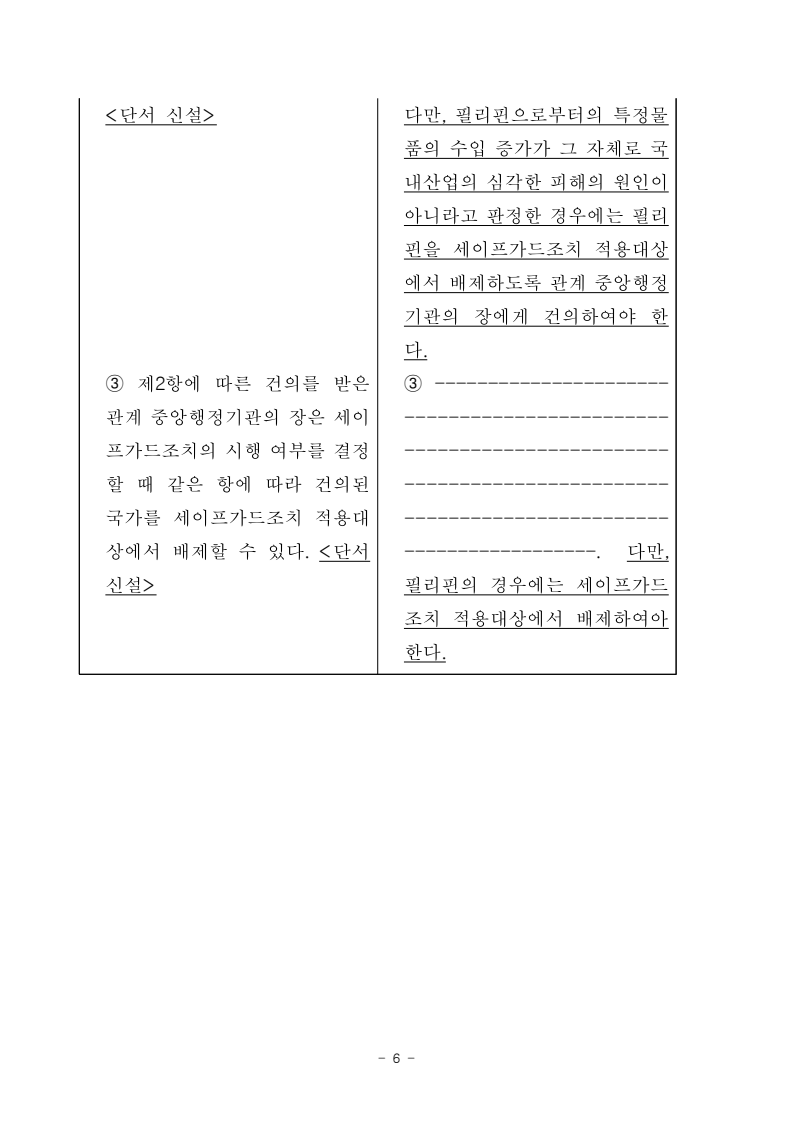 <단서 신설>
③ 제2항에 따른 건의를 받은
관계 중앙행정기관의 장은 세이
프가드조치의 시행 여부를 결정
할 때 같은 항에 따라 건의된
국가를 세이프가드조치 적용대
상에서 배제할 수 있다. <단서
신설>
다만, 필리핀으로부터의 특정물
품의 수입 증가가 그 자체로 국
내산업의 심각한 피해의 원인이
아니라고 판정한 경우에는 필리
핀을 세이프가드조치 적용대상
에서 배제하도록 관계 중앙행정
기관의 장에게 건의하여야 한
다.
③ ----------------------
-------------------------
-------------------------
-------------------------
-------------------------
------------------. 다만,
필리핀의 경우에는 세이프가드
조치 적용대상에서 배제하여아
한다.
- 6 -